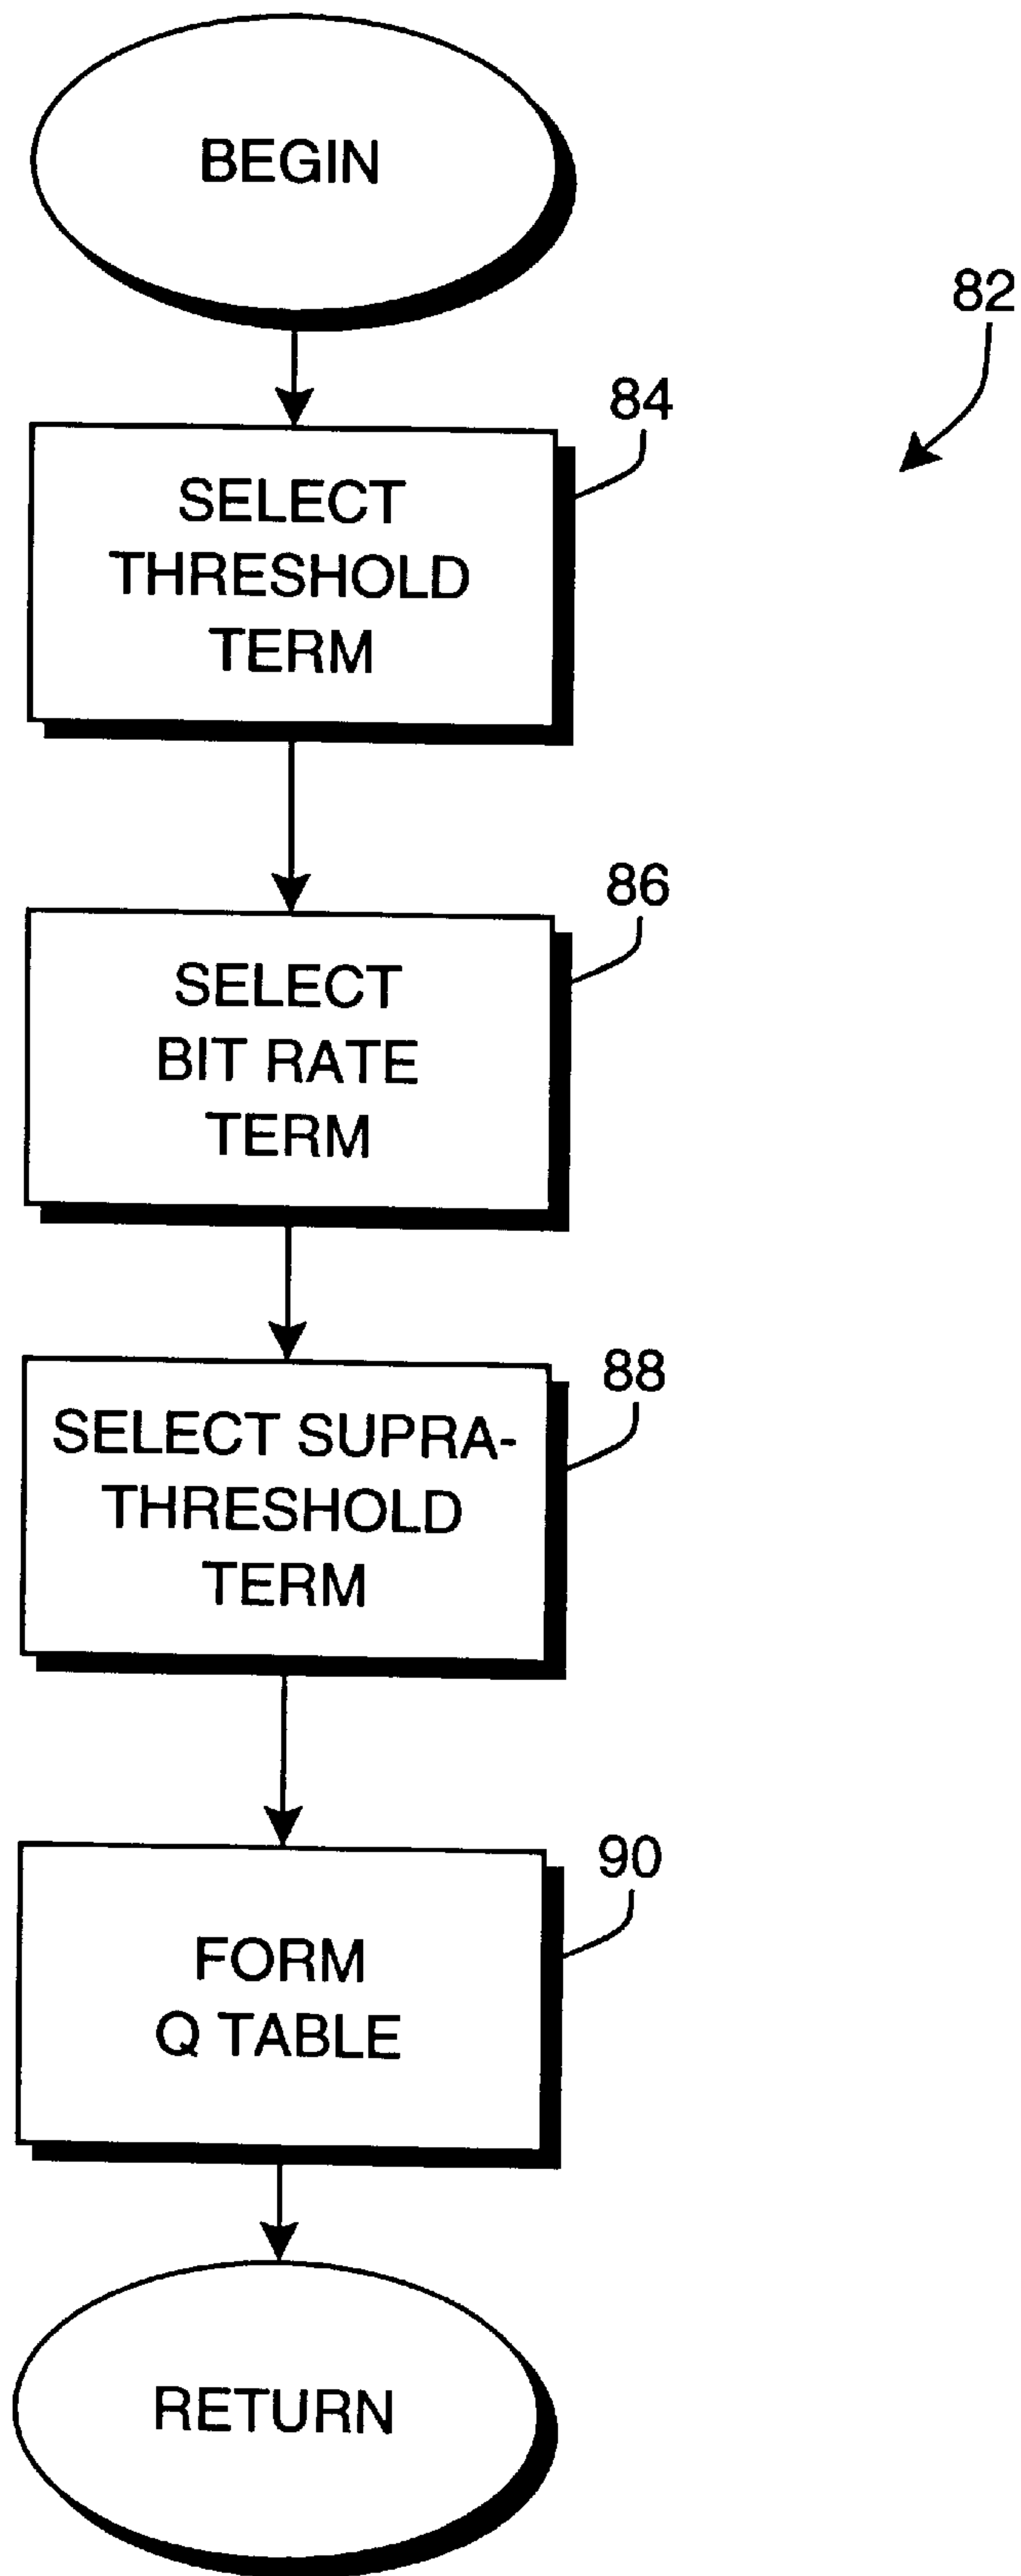 BEGIN
82
84
SELECT
THRESHOLD
TERM
86
SELECT
BIT RATE
TERM
88
SELECT SUPRA-
THRESHOLD
TERM
90
FORM
Q TABLE
RETURN